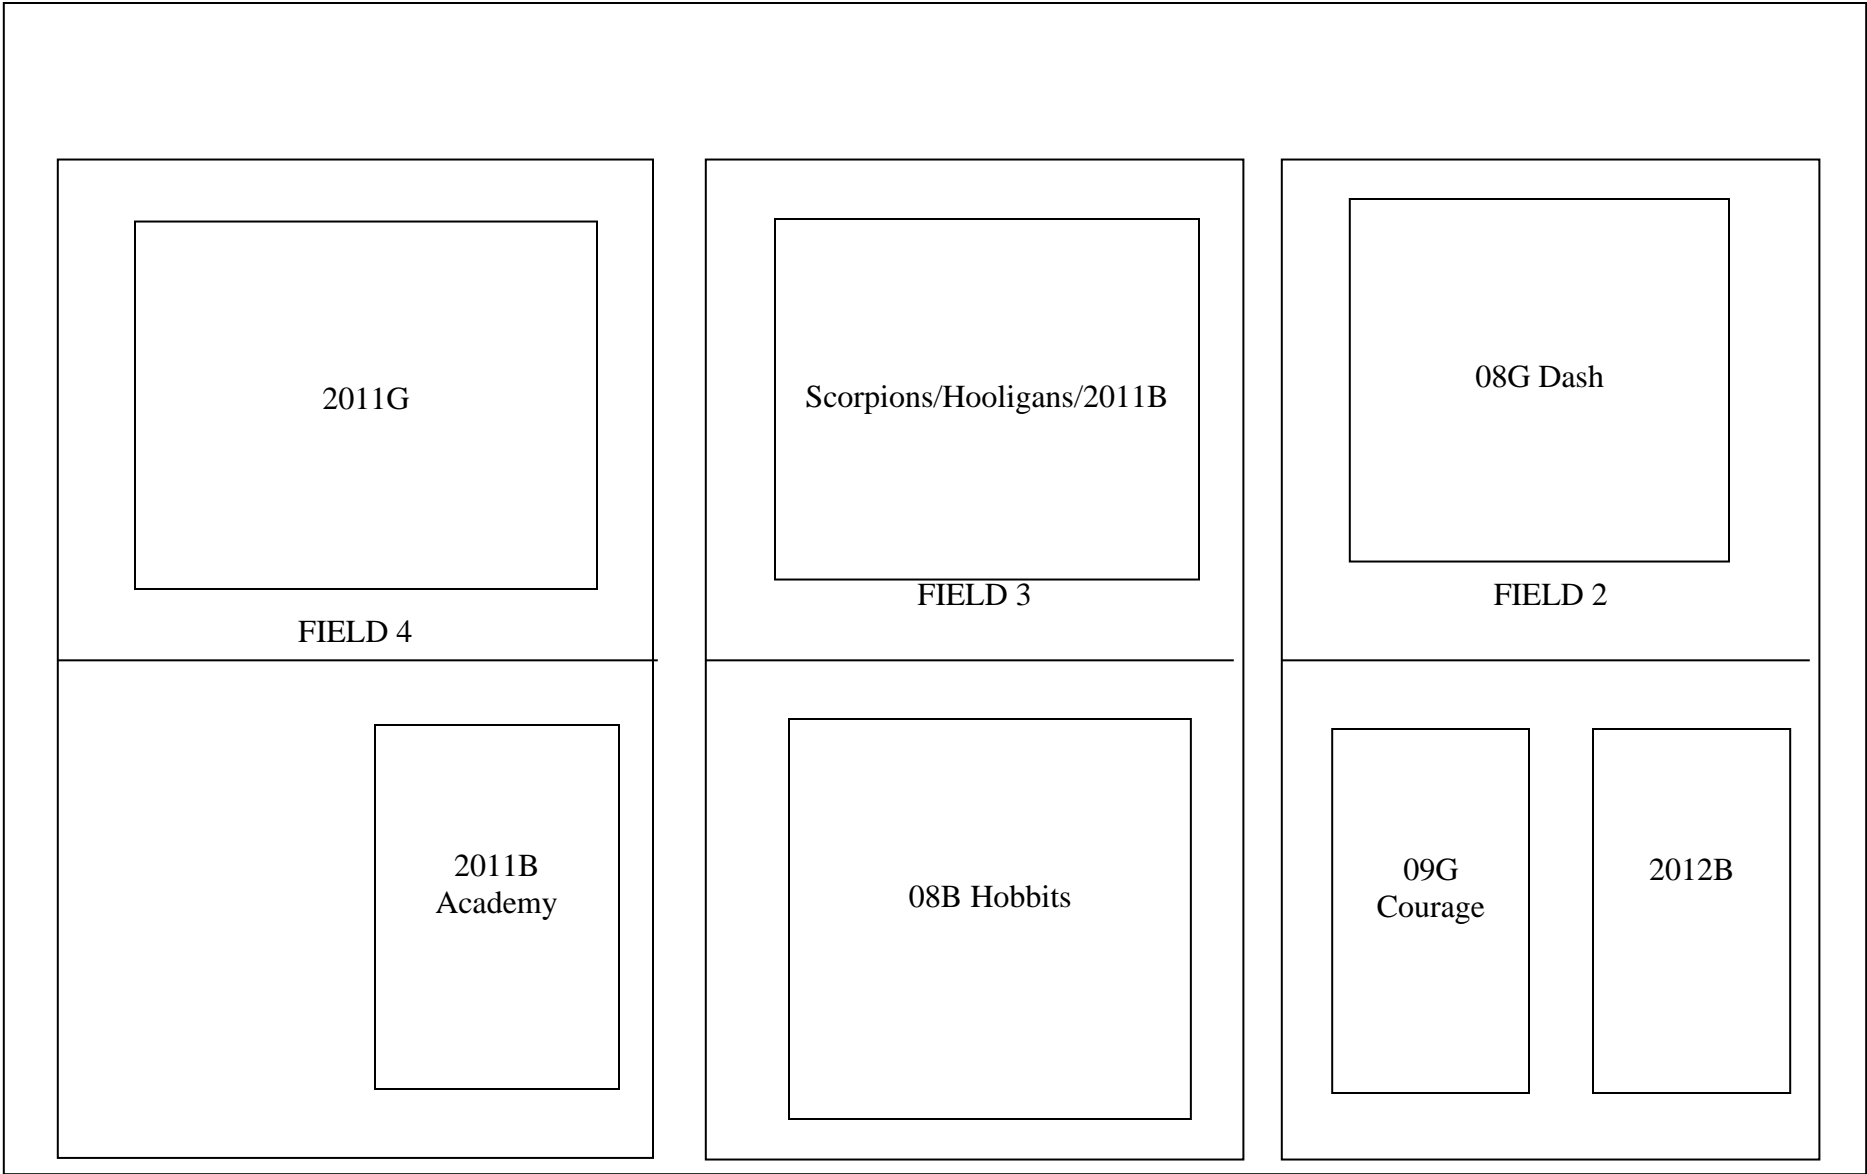 2011G
Scorpions/Hooligans/2011B
08G Dash
FIELD 4
FIELD 3
FIELD 2
2011B
Academy
08B Hobbits
09G
Courage
2012B